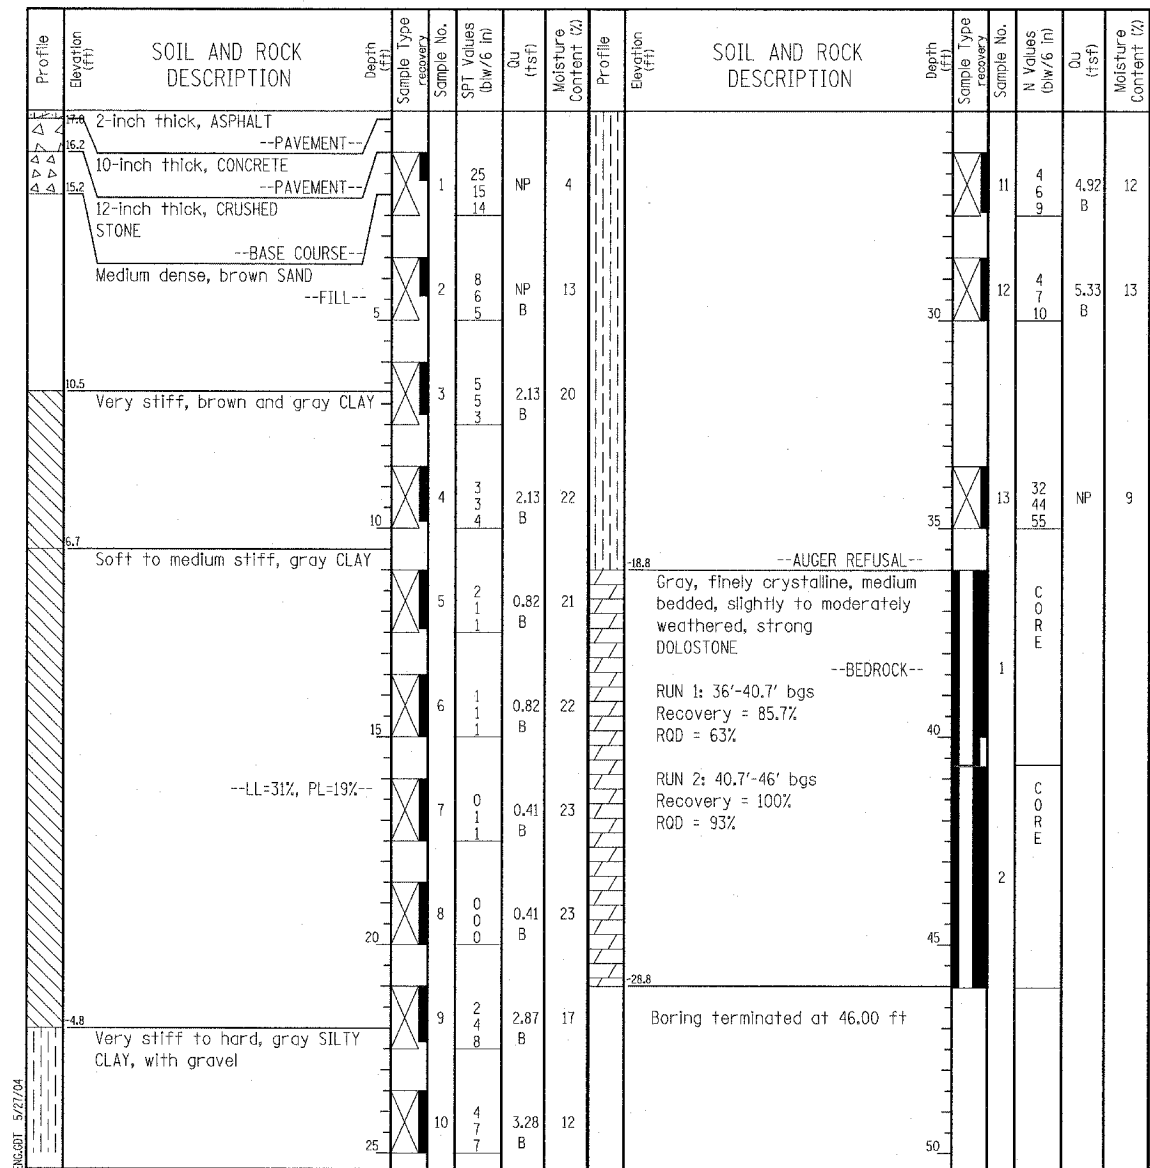 Profile
Elevation (ft)
SOIL AND ROCK
DESCRIPTION
Depth (ft)
Sample Type
recovery
Sample No.
SPT Values (blw/6 in)
Qu (tsf)
Moisture Content (%)
17.0 2-inch thick, ASPHALT
--PAVEMENT--
16.2 10-inch thick, CONCRETE
--PAVEMENT--
15.2 12-inch thick, CRUSHED
STONE
--BASE COURSE--
1 25 15 14 NP 4
Medium dense, brown SAND
--FILL--
5
2 8 6 5 NP B 13
10.5
Very stiff, brown and gray CLAY
3 5 5 3 2.13 B 20
10
4 3 3 4 2.13 B 22
6.7
Soft to medium stiff, gray CLAY
5 2 1 1 0.82 B 21
15
6 1 1 1 0.82 B 22
--LL=31%, PL=19%--
7 0 1 1 0.41 B 23
20
8 0 0 0 0.41 B 23
-4.8
9 2 4 8 2.87 B 17
Very stiff to hard, gray SILTY
CLAY, with gravel
25
10 4 7 7 3.28 B 12
Profile
Elevation (ft)
SOIL AND ROCK
DESCRIPTION
Depth (ft)
Sample Type
recovery
Sample No.
N Values (blw/6 in)
Qu (tsf)
Moisture Content (%)
11 4 6 9 4.92 B 12
30
12 4 7 10 5.33 B 13
35
13 32 44 55 NP 9
-18.8 --AUGER REFUSAL--
Gray, finely crystalline, medium
bedded, slightly to moderately
weathered, strong
DOLOSTONE
--BEDROCK--
1 CORE
RUN 1: 36'-40.7' bgs
Recovery = 85.7%
RQD = 63%
40
RUN 2: 40.7'-46' bgs
Recovery = 100%
RQD = 93%
2 CORE
45
-28.8
Boring terminated at 46.00 ft
50
ENG.GDT 5/27/04